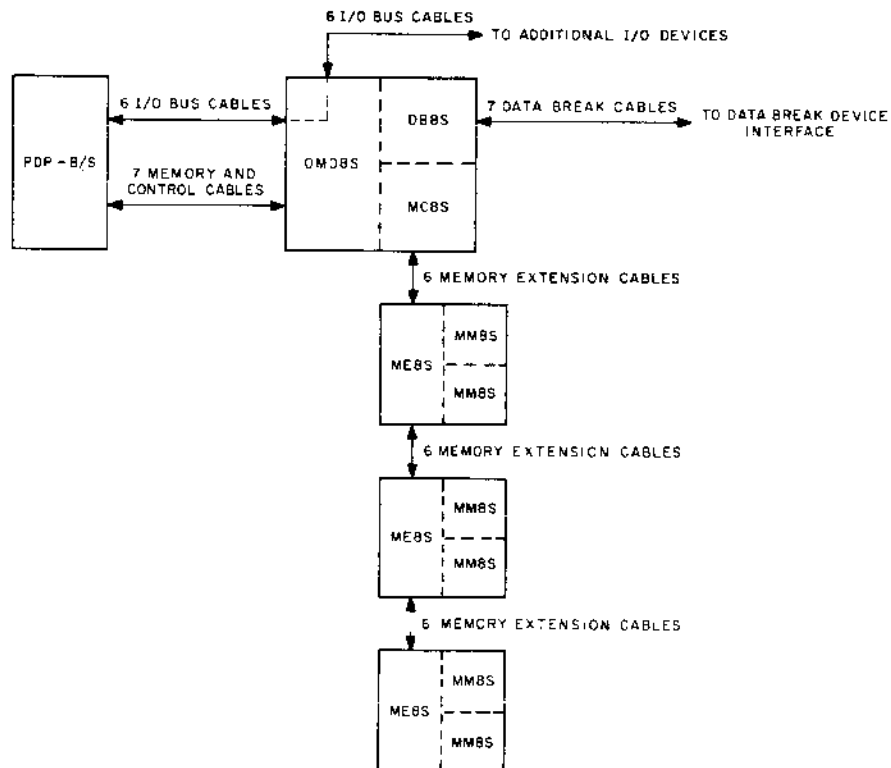 6 I/O BUS CABLES
TO ADDITIONAL I/O DEVICES
PDP-8/S
6 I/O BUS CABLES
7 MEMORY AND
CONTROL CABLES
DMD8S
DB8S
MC8S
7 DATA BREAK CABLES
TO DATA BREAK DEVICE
INTERFACE
6 MEMORY EXTENSION CABLES
ME8S
MM8S
MM8S
6 MEMORY EXTENSION CABLES
ME8S
MM8S
MM8S
6 MEMORY EXTENSION CABLES
ME8S
MM8S
MM8S